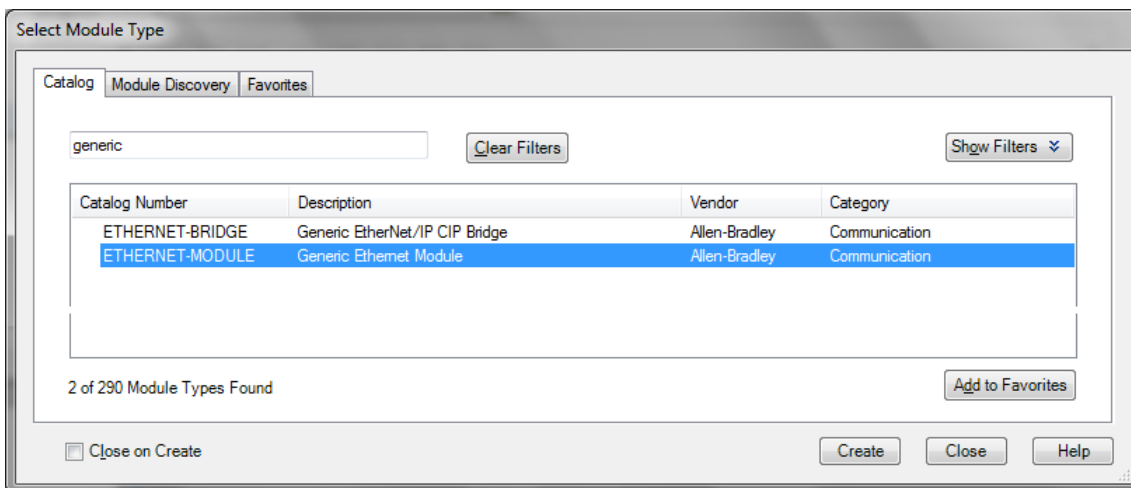 Select Module Type
Catalog Module Discovery Favorites
generic Clear Filters Show Filters
Catalog Number Description Vendor Category
ETHERNET-BRIDGE Generic EtherNet/IP CIP Bridge Allen-Bradley Communication
ETHERNET-MODULE Generic Ethernet Module Allen-Bradley Communication
2 of 290 Module Types Found Add to Favorites
Close on Create Create Close Help